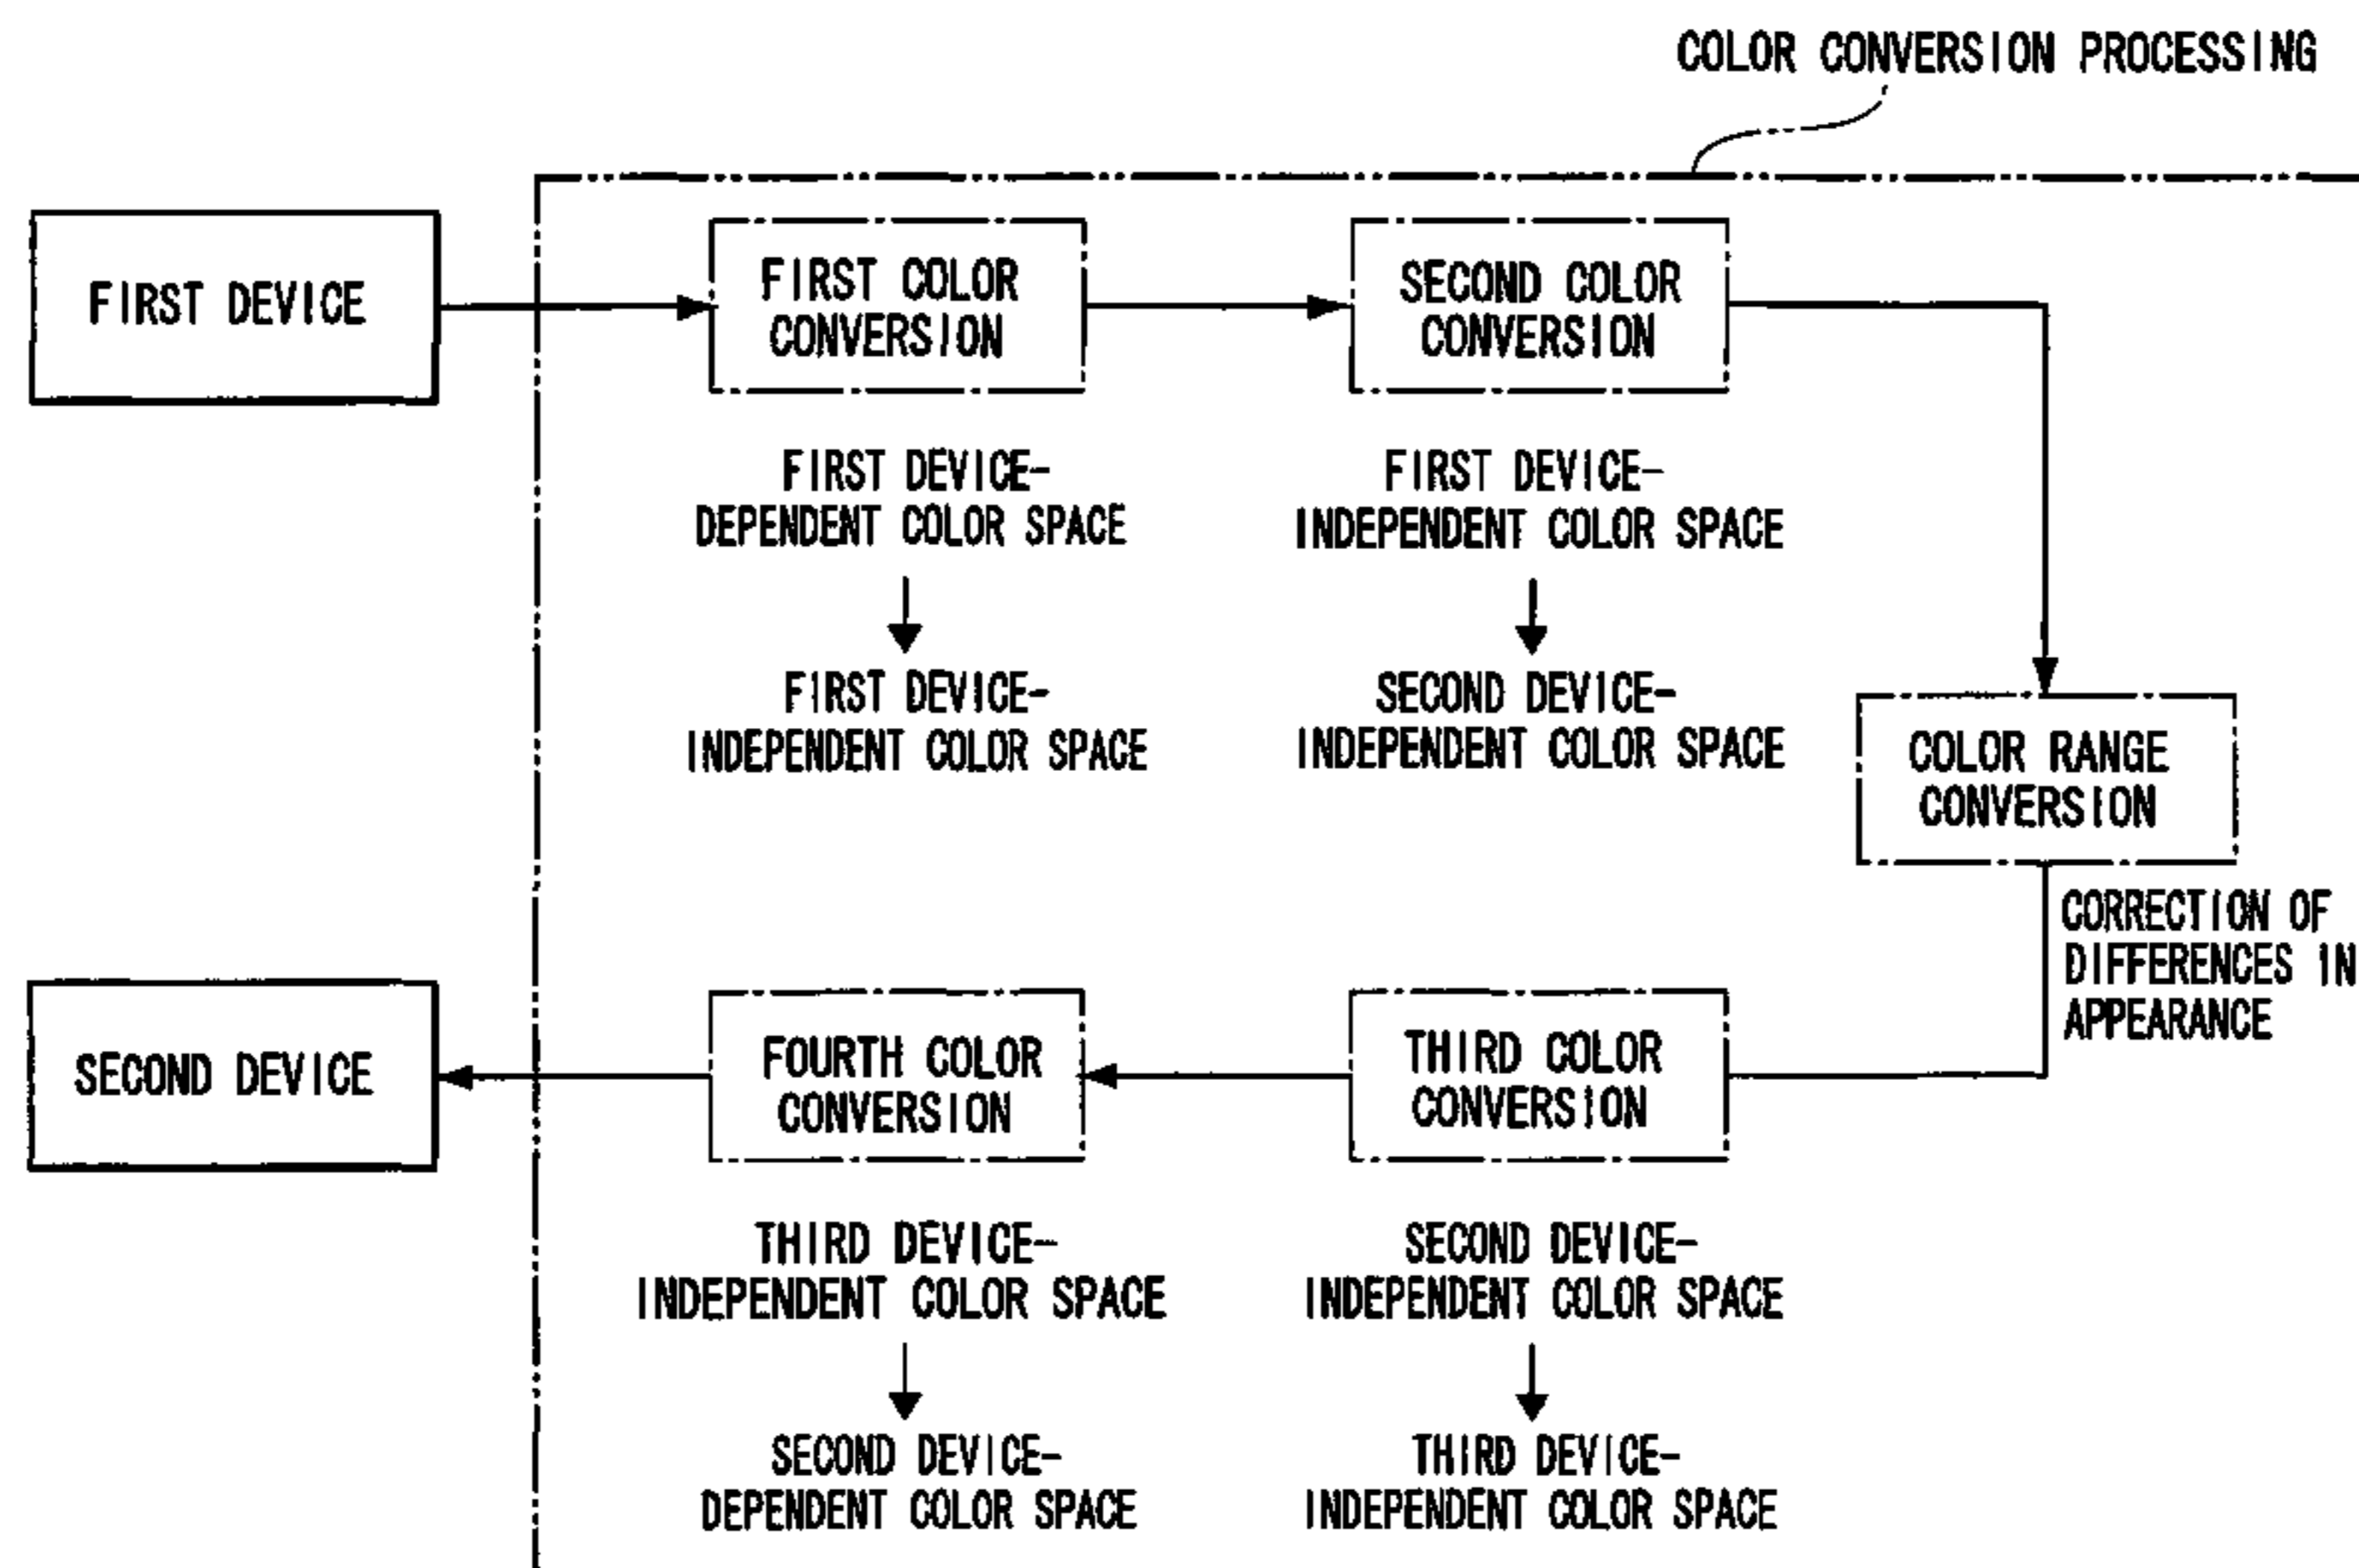 COLOR CONVERSION PROCESSING
FIRST DEVICE
FIRST COLOR
CONVERSION
SECOND COLOR
CONVERSION
FIRST DEVICE-
DEPENDENT COLOR SPACE
FIRST DEVICE-
INDEPENDENT COLOR SPACE
FIRST DEVICE-
INDEPENDENT COLOR SPACE
SECOND DEVICE-
INDEPENDENT COLOR SPACE
COLOR RANGE
CONVERSION
CORRECTION OF
DIFFERENCES IN
APPEARANCE
SECOND DEVICE
FOURTH COLOR
CONVERSION
THIRD COLOR
CONVERSION
THIRD DEVICE-
INDEPENDENT COLOR SPACE
SECOND DEVICE-
DEPENDENT COLOR SPACE
SECOND DEVICE-
INDEPENDENT COLOR SPACE
THIRD DEVICE-
INDEPENDENT COLOR SPACE